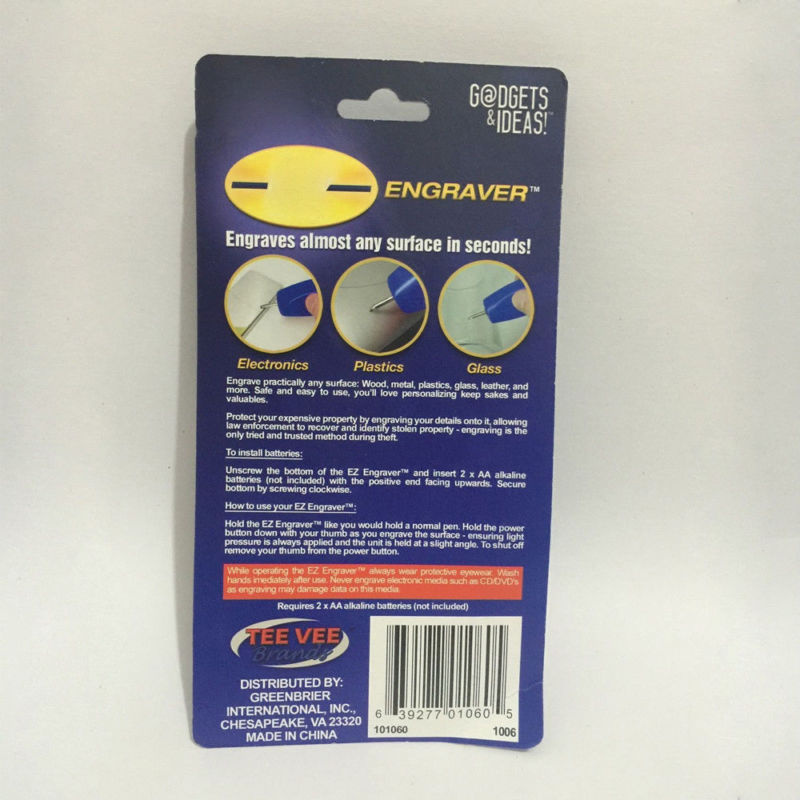 G@DGETS
&IDEAS!™
ENGRAVER™
Engraves almost any surface in seconds!
Electronics
Plastics
Glass
Engrave practically any surface: Wood, metal, plastics, glass, leather, and
more. Safe and easy to use, you'll love personalizing keep sakes and
valuables.
Protect your expensive property by engraving your details onto it, allowing
law enforcement to recover and identify stolen property - engraving is the
only tried and trusted method during theft.
To install batteries:
Unscrew the bottom of the EZ Engraver™ and insert 2 x AA alkaline
batteries (not included) with the positive end facing upwards. Secure
bottom by screwing clockwise.
How to use your EZ Engraver™:
Hold the EZ Engraver™ like you would hold a normal pen. Hold the power
button down with your thumb as you engrave the surface - ensuring light
pressure is always applied and the unit is held at a slight angle. To shut off
remove your thumb from the power button.
While operating the EZ Engraver™ always wear protective eyewear. Wash
hands imediately after use. Never engrave electronic media such as CD/DVD's
as engraving may damage data on this media.
Requires 2 x AA alkaline batteries (not included)
TEE VEE
Brands
DISTRIBUTED BY:
GREENBRIER
INTERNATIONAL, INC.,
CHESAPEAKE, VA 23320
MADE IN CHINA
6 39277 01060 5
101060 1006